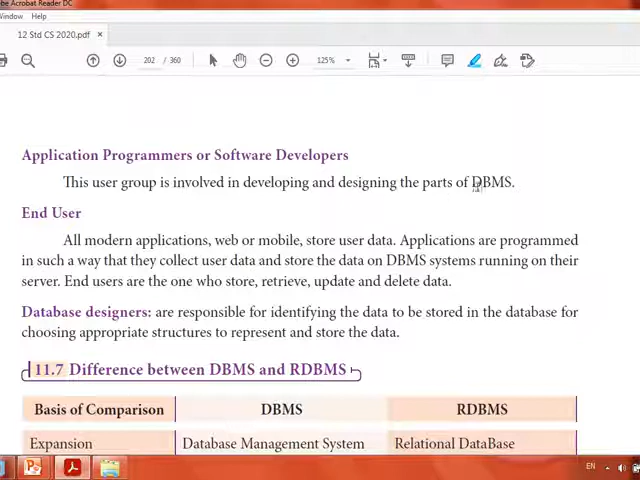 be Acrobat Reader DC
Window Help
12 Std CS 2020.pdf ×
202 / 360 125%
Application Programmers or Software Developers
This user group is involved in developing and designing the parts of DBMS.
End User
All modern applications, web or mobile, store user data. Applications are programmed
in such a way that they collect user data and store the data on DBMS systems running on their
server. End users are the one who store, retrieve, update and delete data.
Database designers: are responsible for identifying the data to be stored in the database for
choosing appropriate structures to represent and store the data.
11.7 Difference between DBMS and RDBMS
Basis of Comparison DBMS RDBMS
Expansion Database Management System Relational DataBase
EN